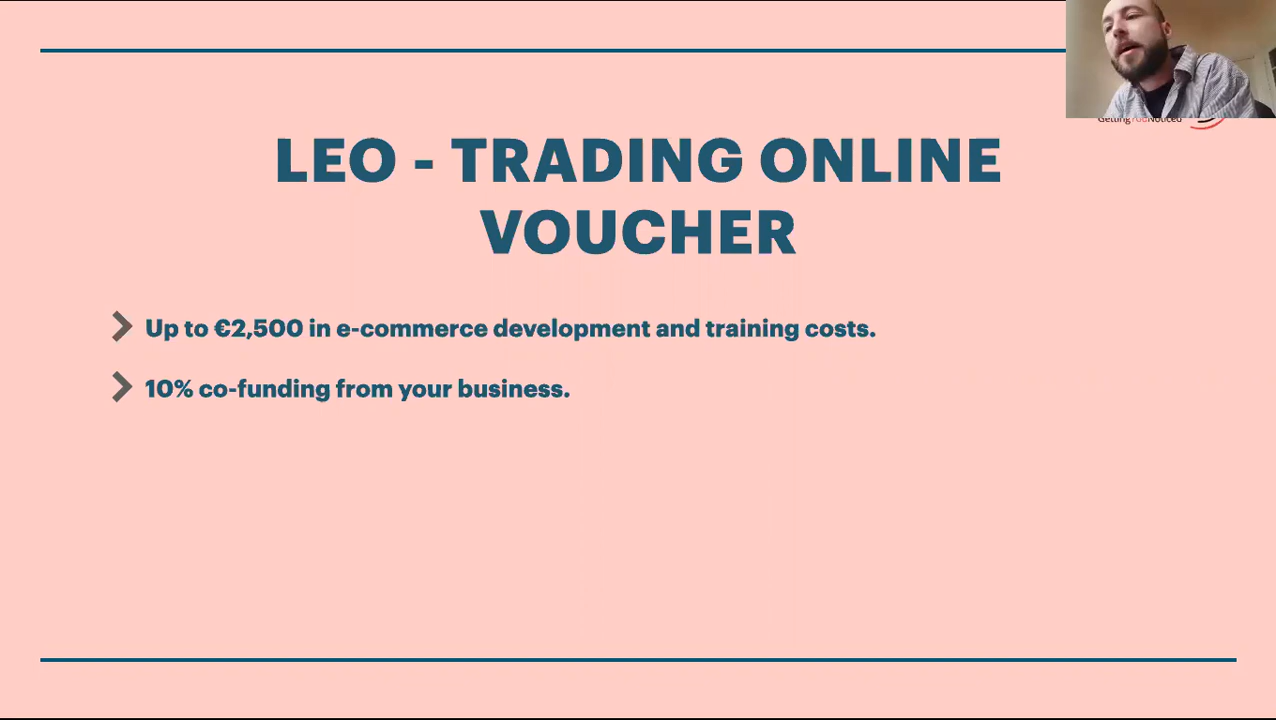 GettingYouNoticed
LEO - TRADING ONLINE
VOUCHER
Up to €2,500 in e-commerce development and training costs.
10% co-funding from your business.